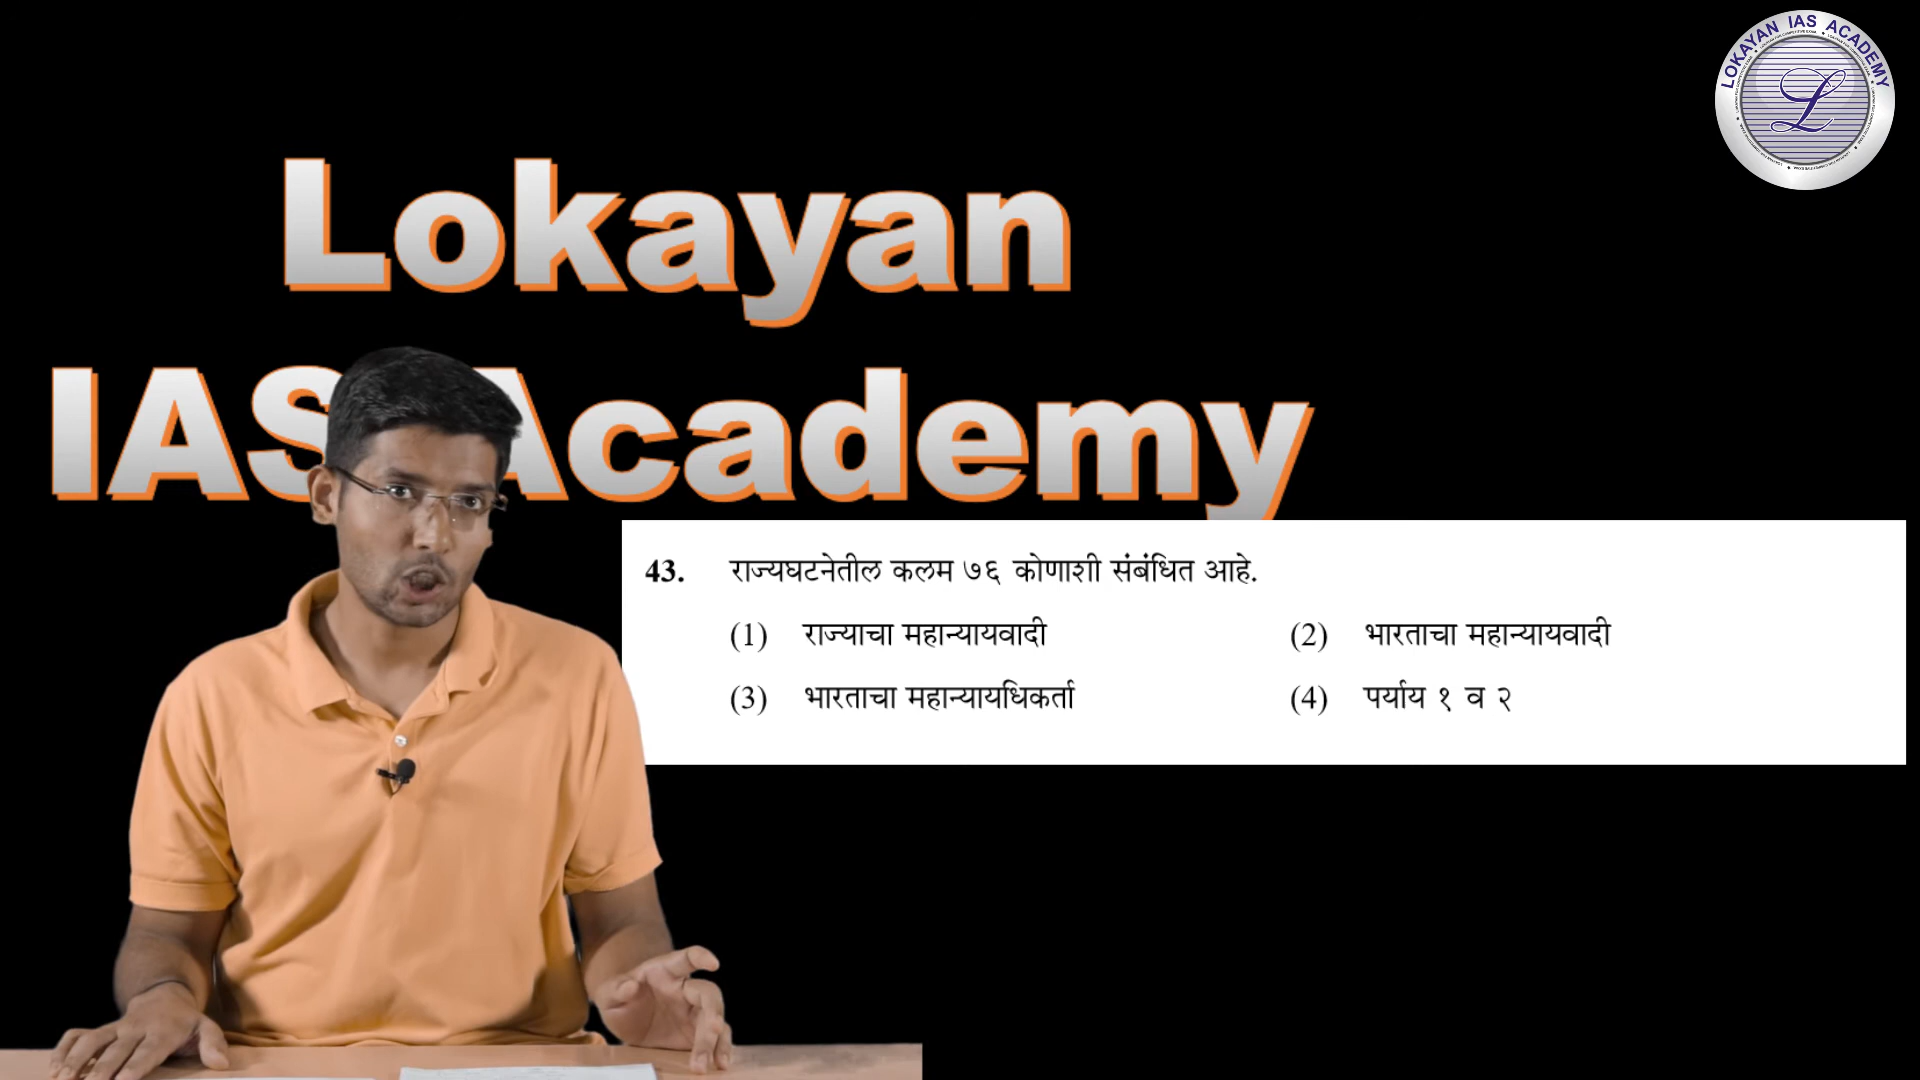 LOKAYAN IAS ACADEMY
Lokayan
IAS Academy
43. राज्यघटनेतील कलम ७६ कोणाशी संबंधित आहे.
(1) राज्याचा महान्यायवादी (2) भारताचा महान्यायवादी
(3) भारताचा महान्यायधिकर्ता (4) पर्याय १ व २